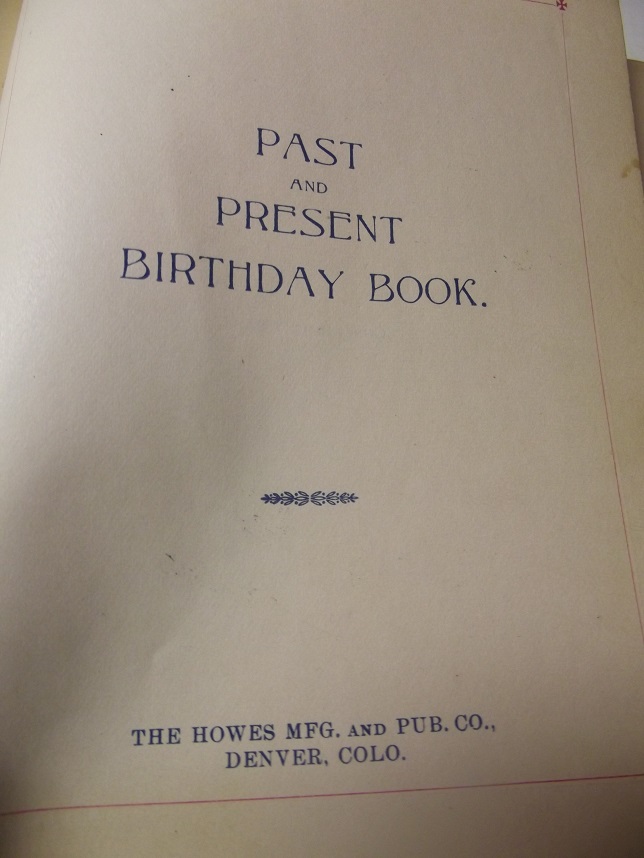 PAST
AND
PRESENT
BIRTHDAY BOOK.
THE HOWES MFG. AND PUB. CO.,
DENVER, COLO.